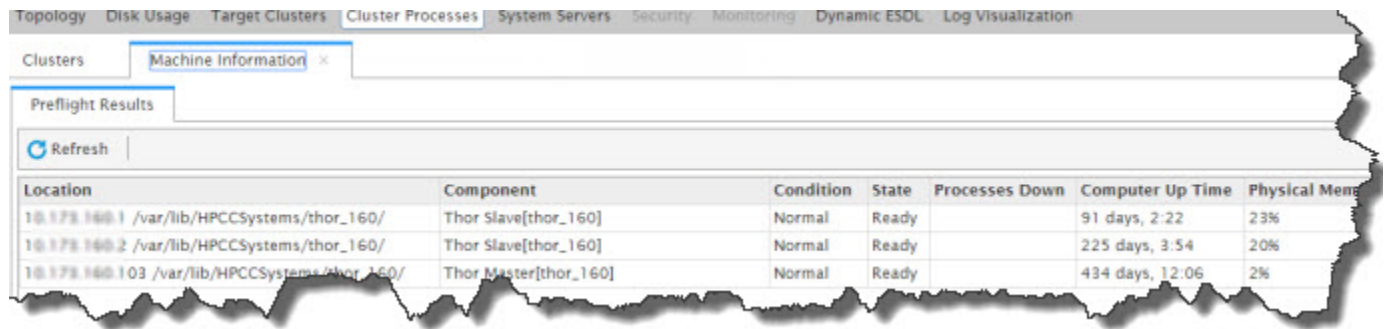 Topology Disk Usage Target Clusters Cluster Processes System Servers Security Monitoring Dynamic ESDL Log Visualization
Clusters Machine Information ×
Preflight Results
Refresh
Location Component Condition State Processes Down Computer Up Time Physical Mem
/var/lib/HPCCSystems/thor_160/ Thor Slave[thor_160] Normal Ready 91 days, 2:22 23%
/var/lib/HPCCSystems/thor_160/ Thor Slave[thor_160] Normal Ready 225 days, 3:54 20%
/var/lib/HPCCSystems/thor_160/ Thor Master[thor_160] Normal Ready 434 days, 12:06 2%